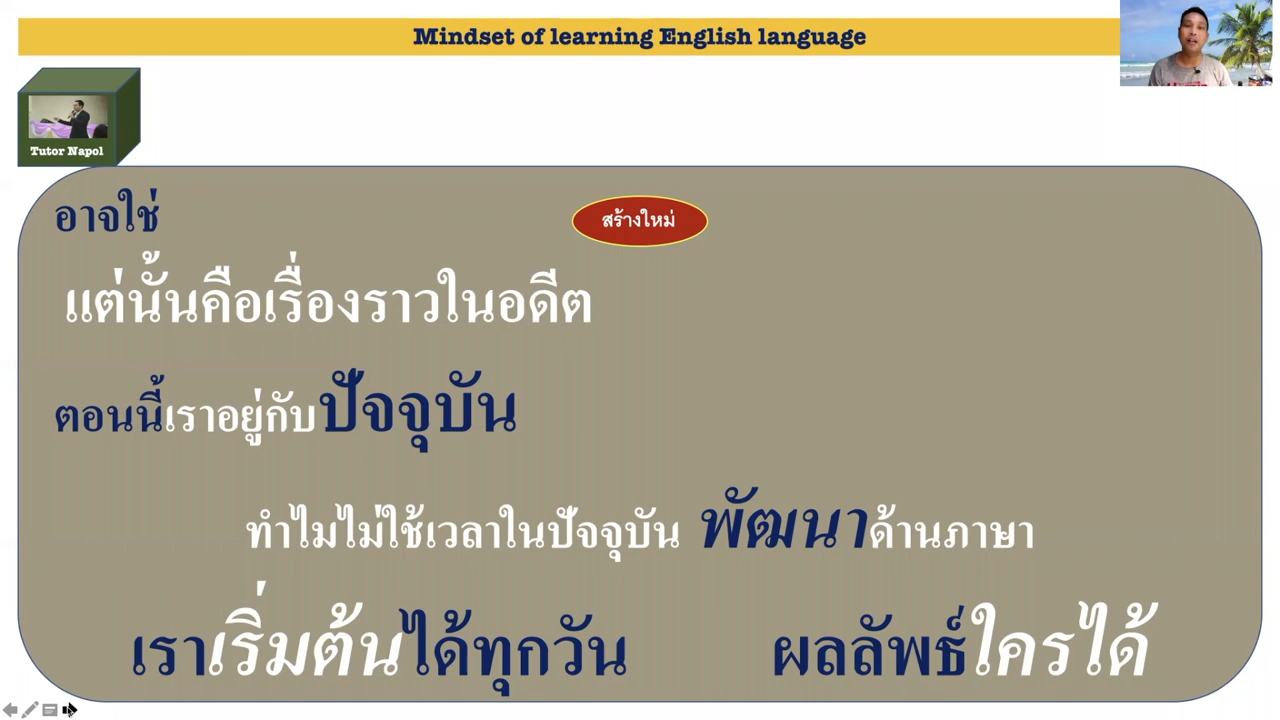 Mindset of learning English language
Tutor Napol
อาจใช่
สร้างใหม่
แต่นั้นคือเรื่องราวในอดีต
ตอนนี้เราอยู่กับปัจจุบัน
ทำไมไม่ใช้เวลาในปัจจุบัน พัฒนาด้านภาษา
เราเริ่มต้นได้ทุกวัน ผลลัพธ์ใครได้